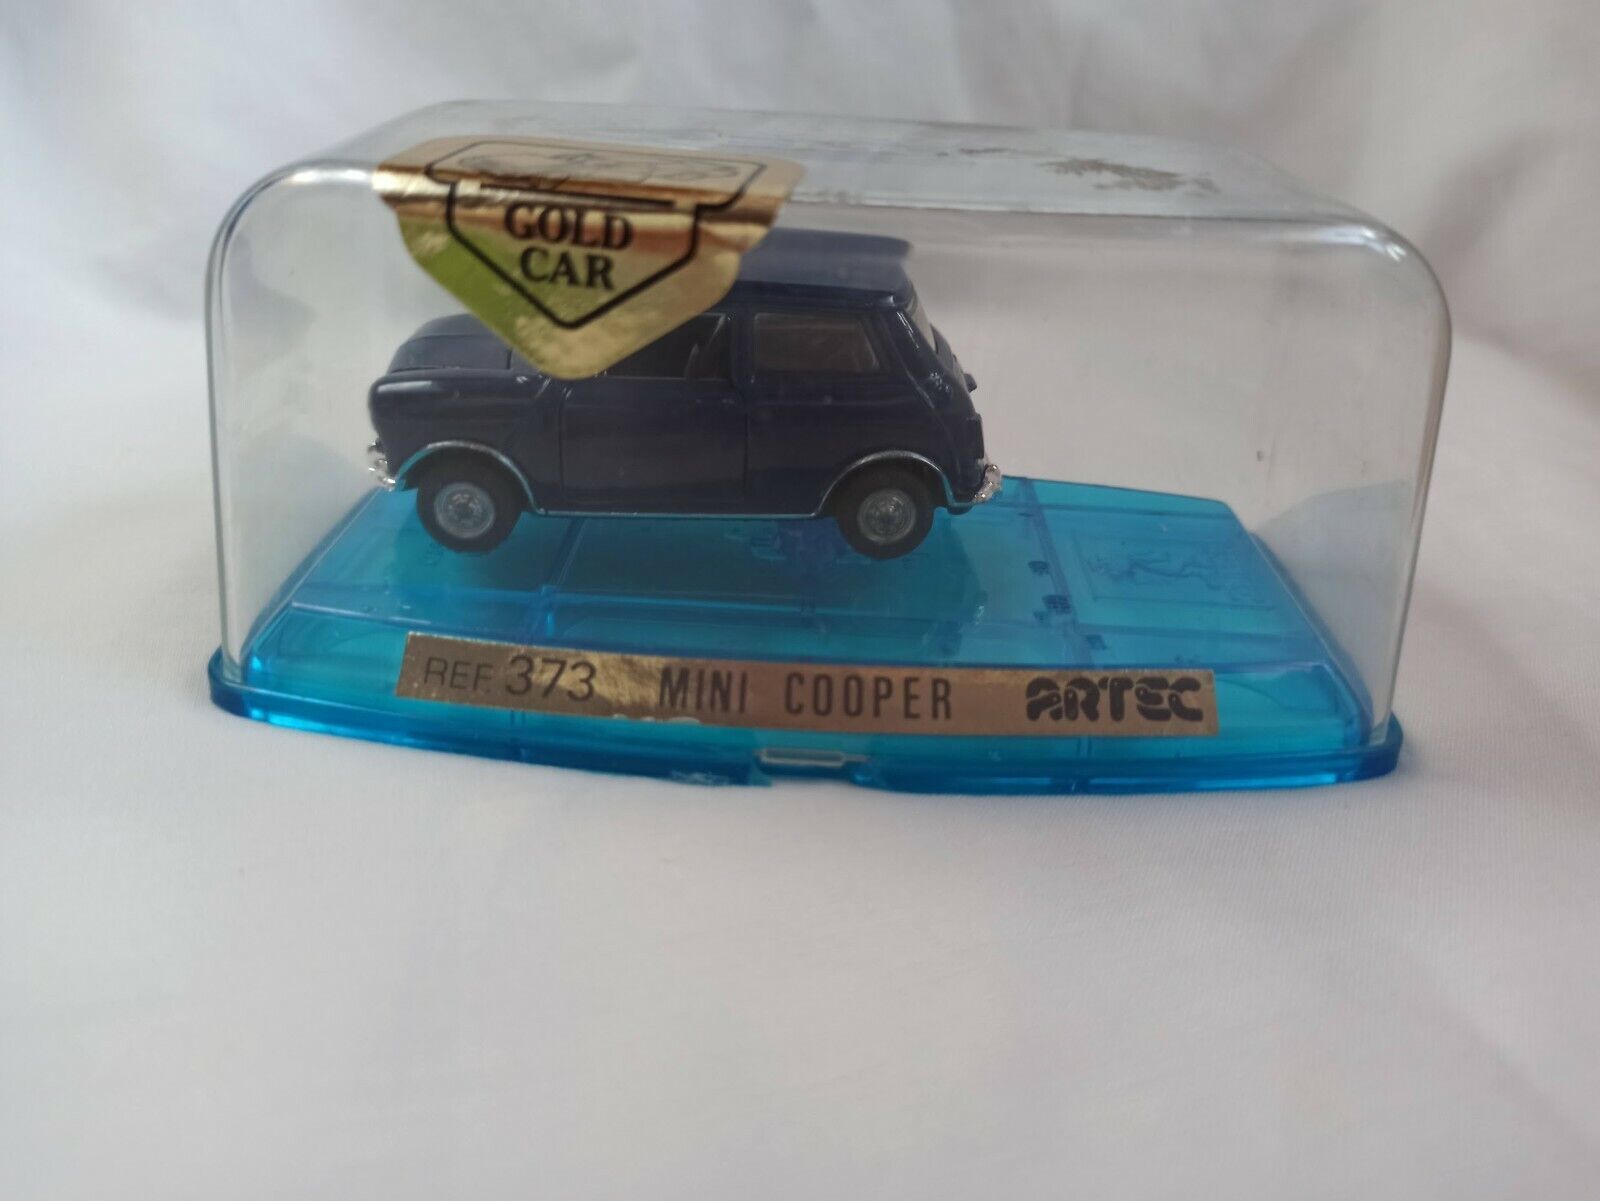 GOLD
CAR
REF. 373 MINI COOPER ARTEC